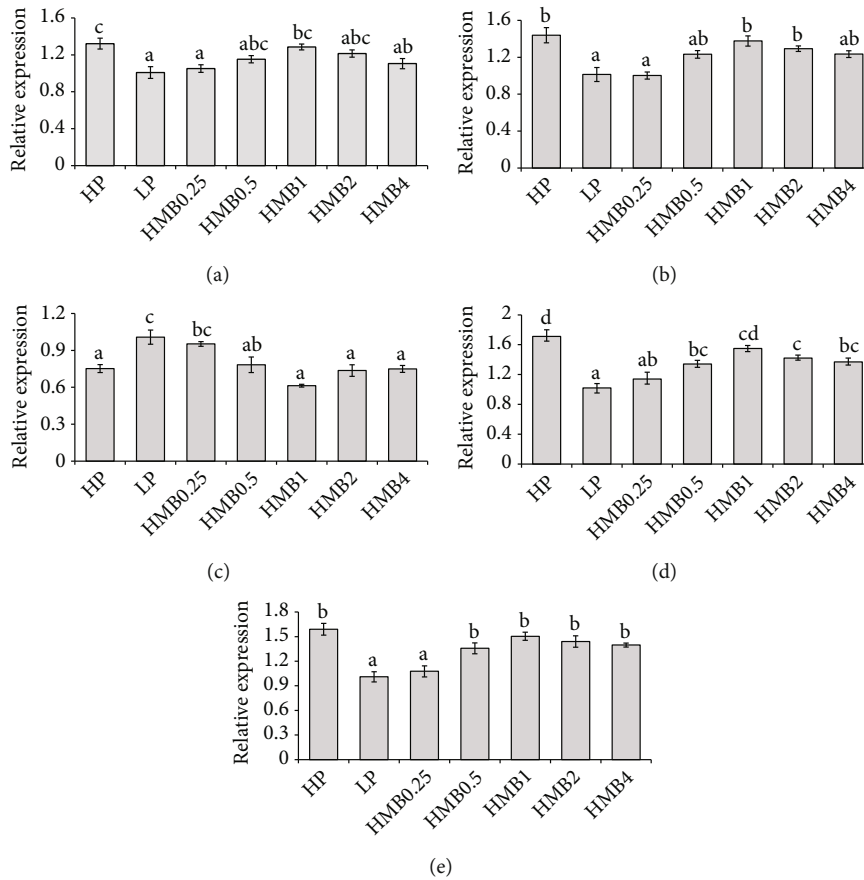 Relative expression
1.6
1.2
0.8
0.4
0
c
a
a
abc
bc
abc
ab
HP
LP
HMB0.25
HMB0.5
HMB1
HMB2
HMB4
(a)
Relative expression
1.6
1.2
0.8
0.4
0
b
a
a
ab
b
b
ab
HP
LP
HMB0.25
HMB0.5
HMB1
HMB2
HMB4
(b)
Relative expression
1.2
0.9
0.6
0.3
0
a
c
bc
ab
a
a
a
HP
LP
HMB0.25
HMB0.5
HMB1
HMB2
HMB4
(c)
Relative expression
2
1.6
1.2
0.8
0.4
0
d
a
ab
bc
cd
c
bc
HP
LP
HMB0.25
HMB0.5
HMB1
HMB2
HMB4
(d)
Relative expression
1.8
1.5
1.2
0.9
0.6
0.3
0
b
a
a
b
b
b
b
HP
LP
HMB0.25
HMB0.5
HMB1
HMB2
HMB4
(e)